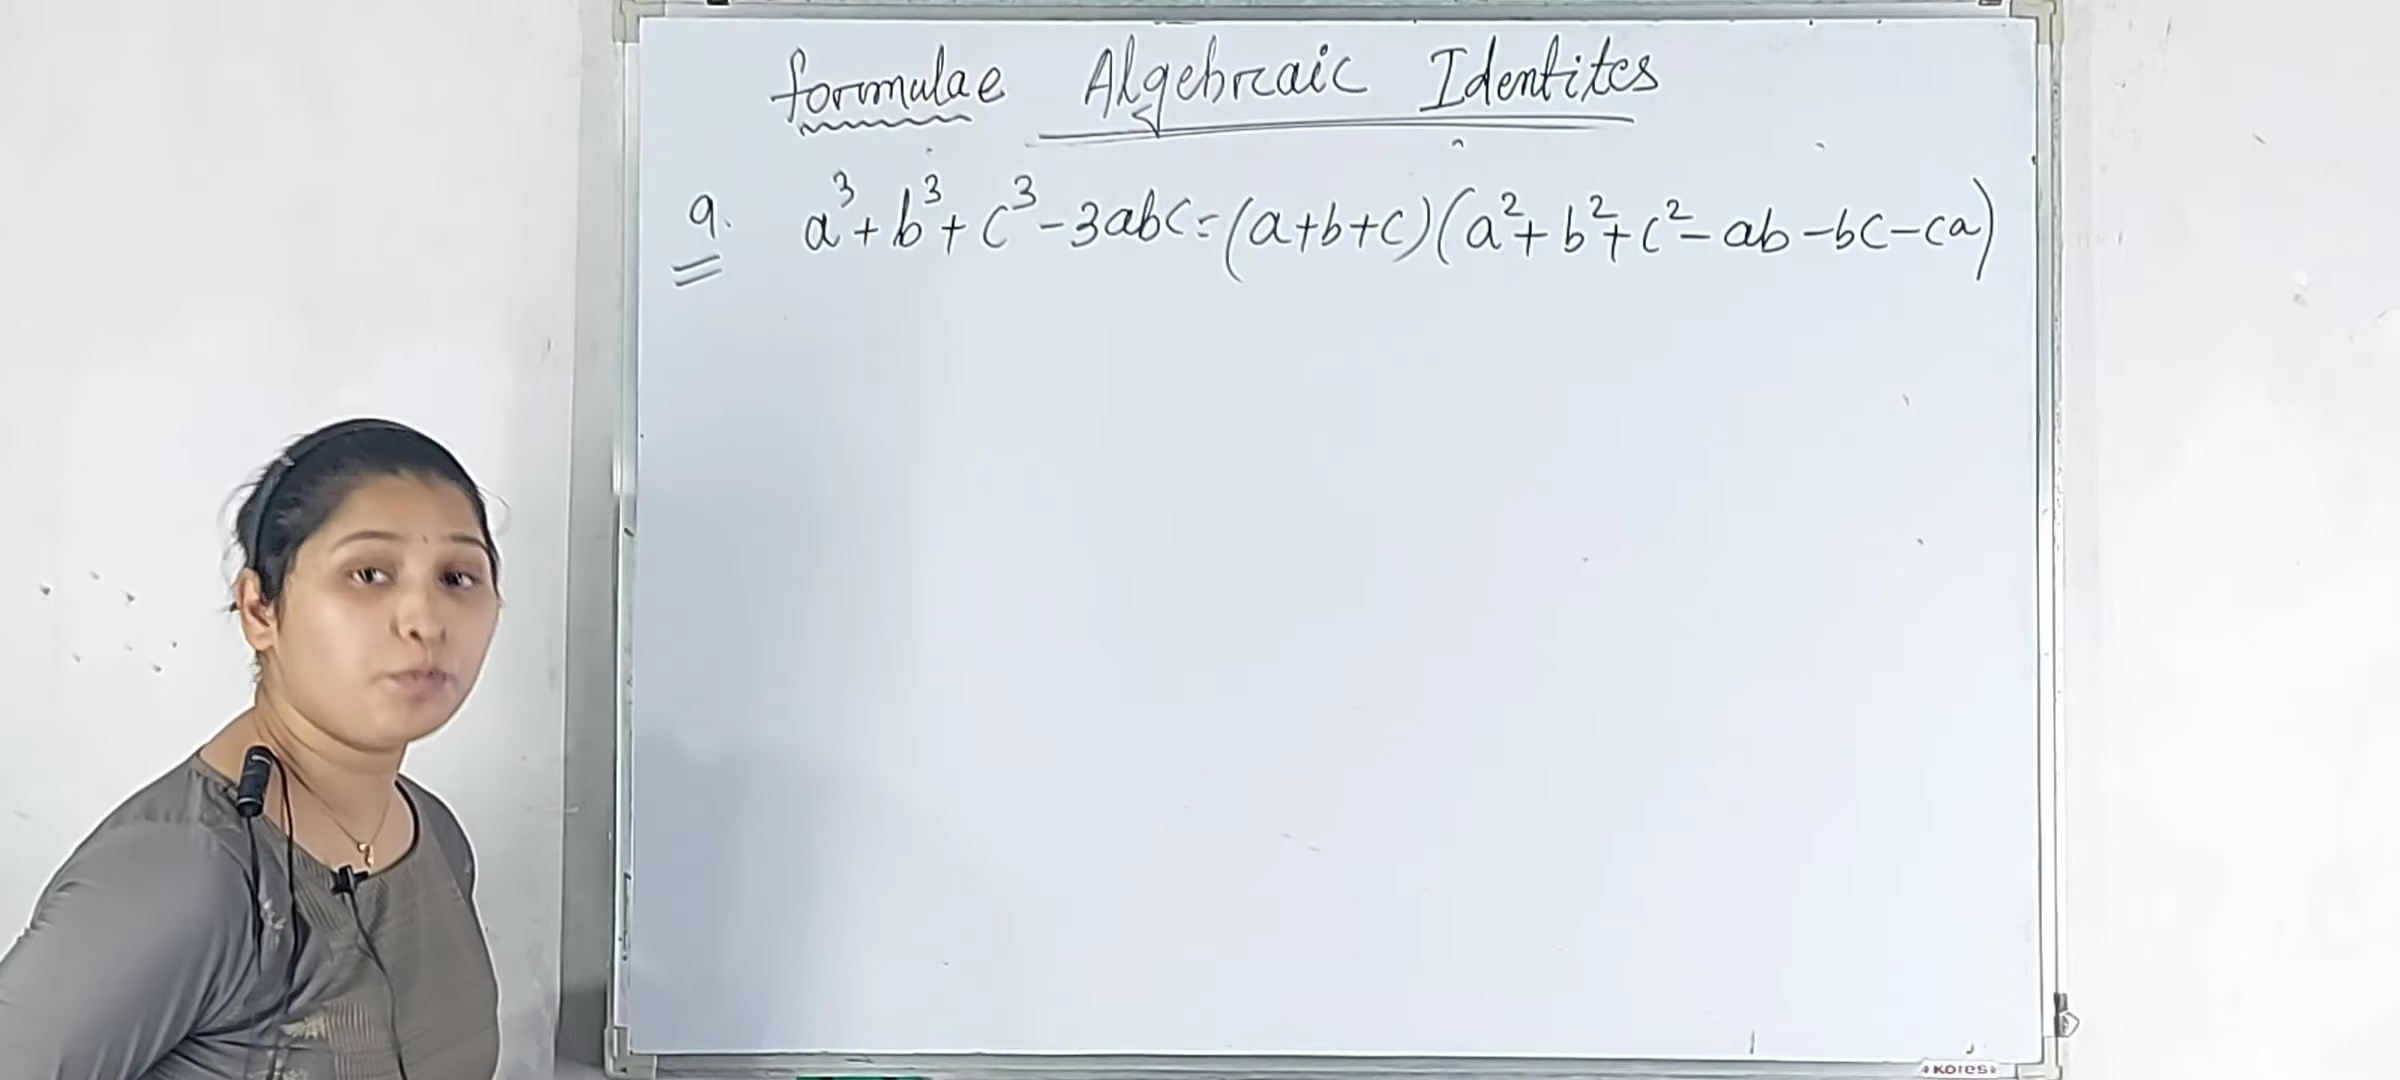 formulae Algebraic Identites
9. a³+b³+c³-3abc=(a+b+c)(a²+b²+c²-ab-bc-ca)
KORES